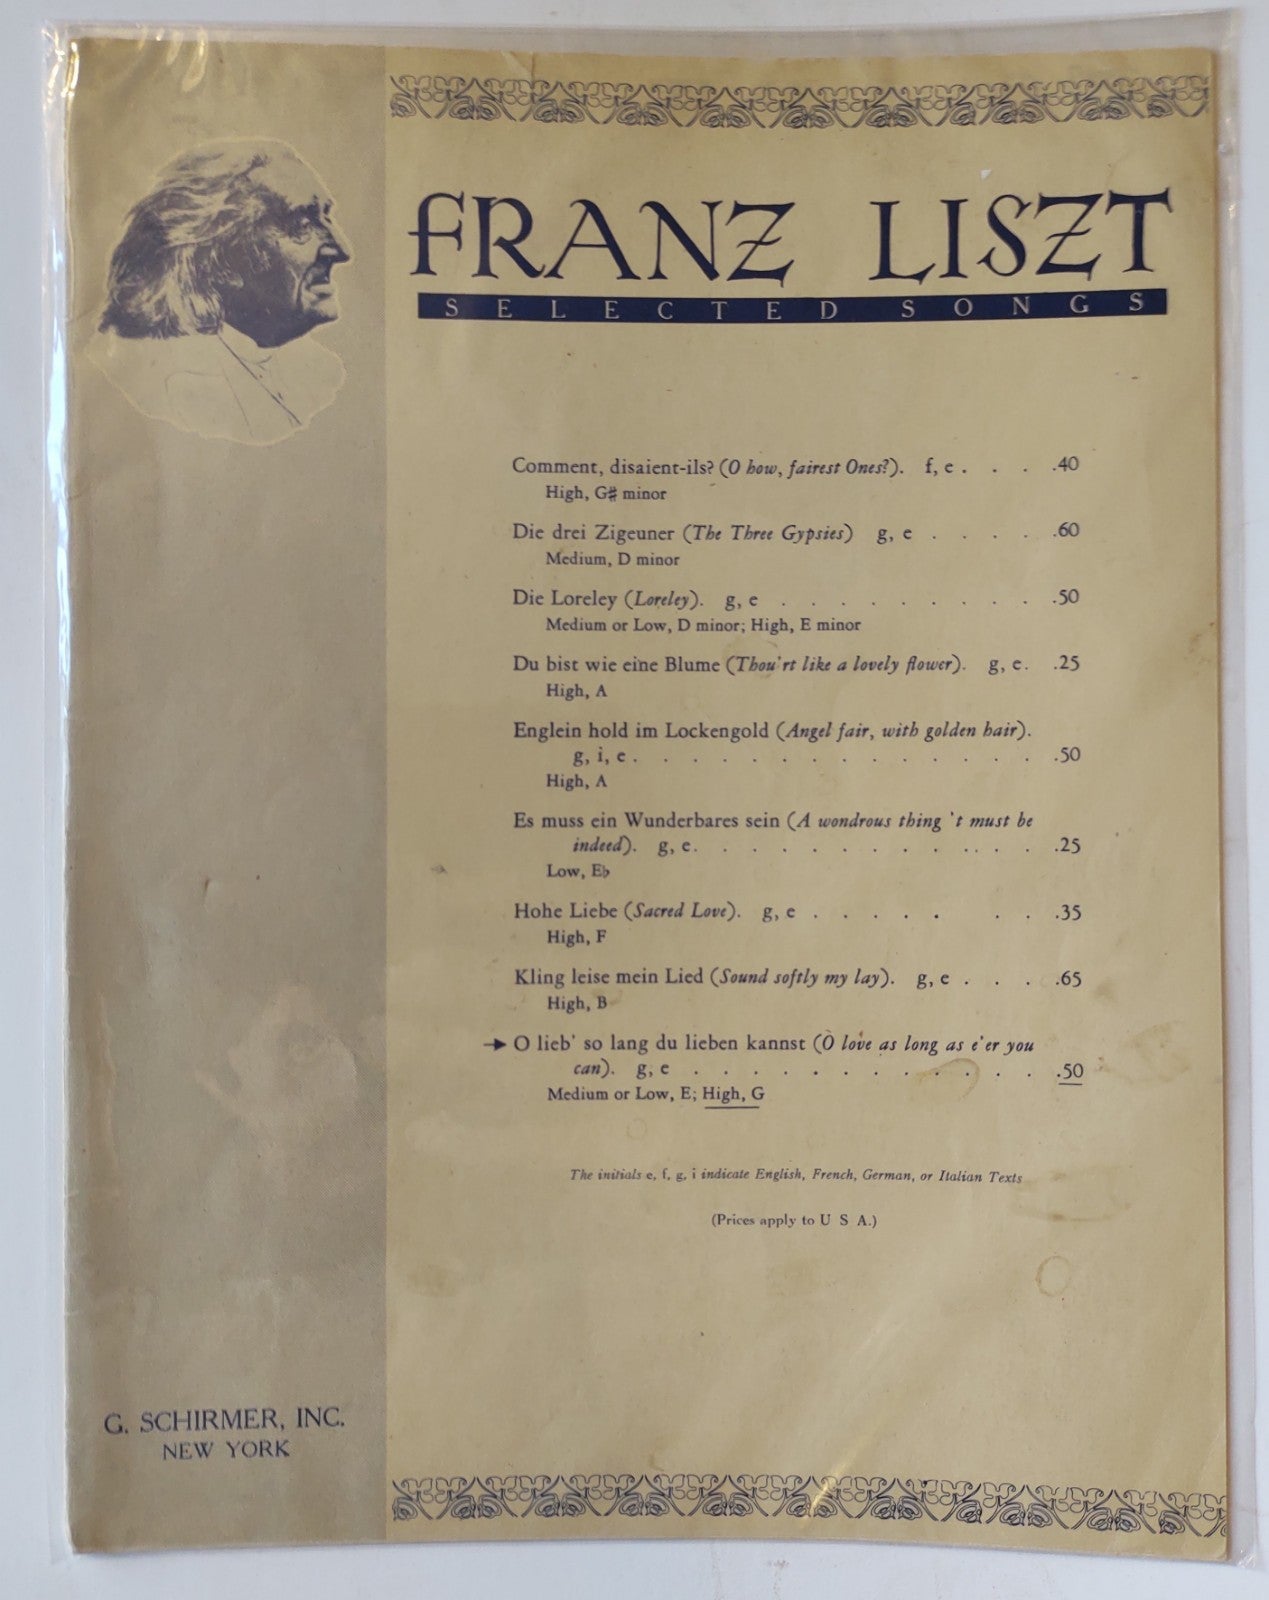 FRANZ LISZT
SELECTED SONGS
Comment, disaient-ils? (O how, fairest Ones?). f, e . . . .40
High, G♯ minor
Die drei Zigeuner (The Three Gypsies) g, e . . . . .60
Medium, D minor
Die Loreley (Loreley). g, e . . . . . . . . . .50
Medium or Low, D minor; High, E minor
Du bist wie eine Blume (Thou'rt like a lovely flower). g, e. .25
High, A
Englein hold im Lockengold (Angel fair, with golden hair).
g, i, e . . . . . . . . . . . . . . .50
High, A
Es muss ein Wunderbares sein (A wondrous thing 't must be
indeed). g, e. . . . . . . . . . . . . .25
Low, E♭
Hohe Liebe (Sacred Love). g, e . . . . . . . .35
High, F
Kling leise mein Lied (Sound softly my lay). g, e . . . .65
High, B
→ O lieb' so lang du lieben kannst (O love as long as e'er you
can). g, e . . . . . . . . . . . . .50
Medium or Low, E; High, G
The initials e, f, g, i indicate English, French, German, or Italian Texts
(Prices apply to U S A.)
G. SCHIRMER, INC.
NEW YORK